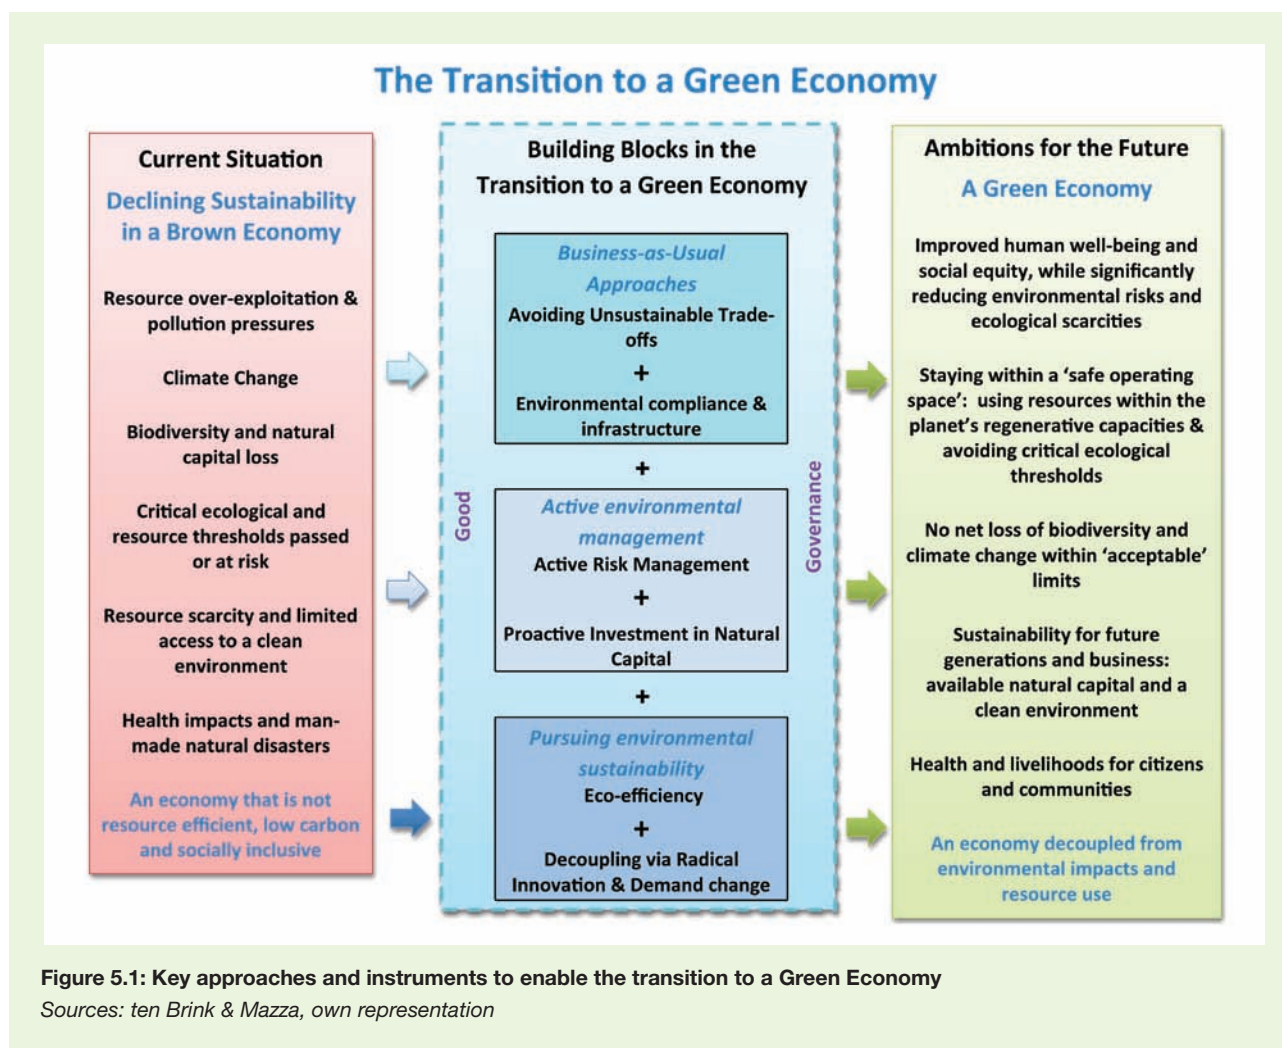 The Transition to a Green Economy
Current Situation
Declining Sustainability
in a Brown Economy
Resource over-exploitation &
pollution pressures
Climate Change
Biodiversity and natural
capital loss
Critical ecological and
resource thresholds passed
or at risk
Resource scarcity and limited
access to a clean
environment
Health impacts and man-
made natural disasters
An economy that is not
resource efficient, low carbon
and socially inclusive
Building Blocks in the
Transition to a Green Economy
Good
Business-as-Usual
Approaches
Avoiding Unsustainable Trade-
offs
+
Environmental compliance &
infrastructure
+
Active environmental
management
Active Risk Management
+
Proactive Investment in Natural
Capital
+
Pursuing environmental
sustainability
Eco-efficiency
+
Decoupling via Radical
Innovation & Demand change
Governance
Ambitions for the Future
A Green Economy
Improved human well-being and
social equity, while significantly
reducing environmental risks and
ecological scarcities
Staying within a ‘safe operating
space’: using resources within the
planet’s regenerative capacities &
avoiding critical ecological
thresholds
No net loss of biodiversity and
climate change within ‘acceptable’
limits
Sustainability for future
generations and business:
available natural capital and a
clean environment
Health and livelihoods for citizens
and communities
An economy decoupled from
environmental impacts and
resource use
Figure 5.1: Key approaches and instruments to enable the transition to a Green Economy
Sources: ten Brink & Mazza, own representation